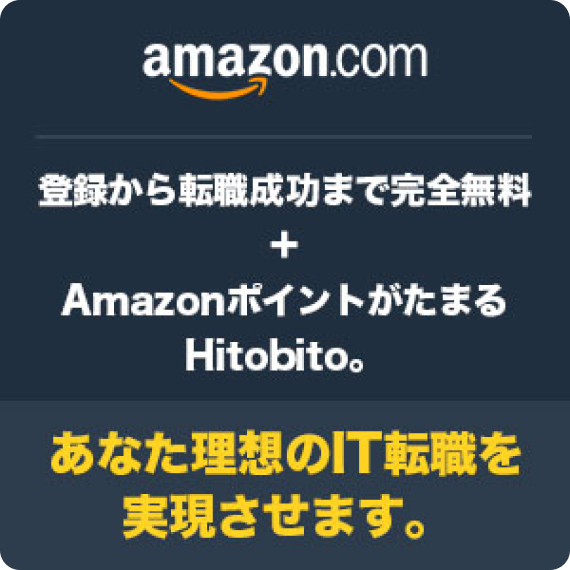 amazon.com
登録から転職成功まで完全無料
+
Amazonポイントがたまる
Hitobito。
あなた理想のIT転職を
実現させます。